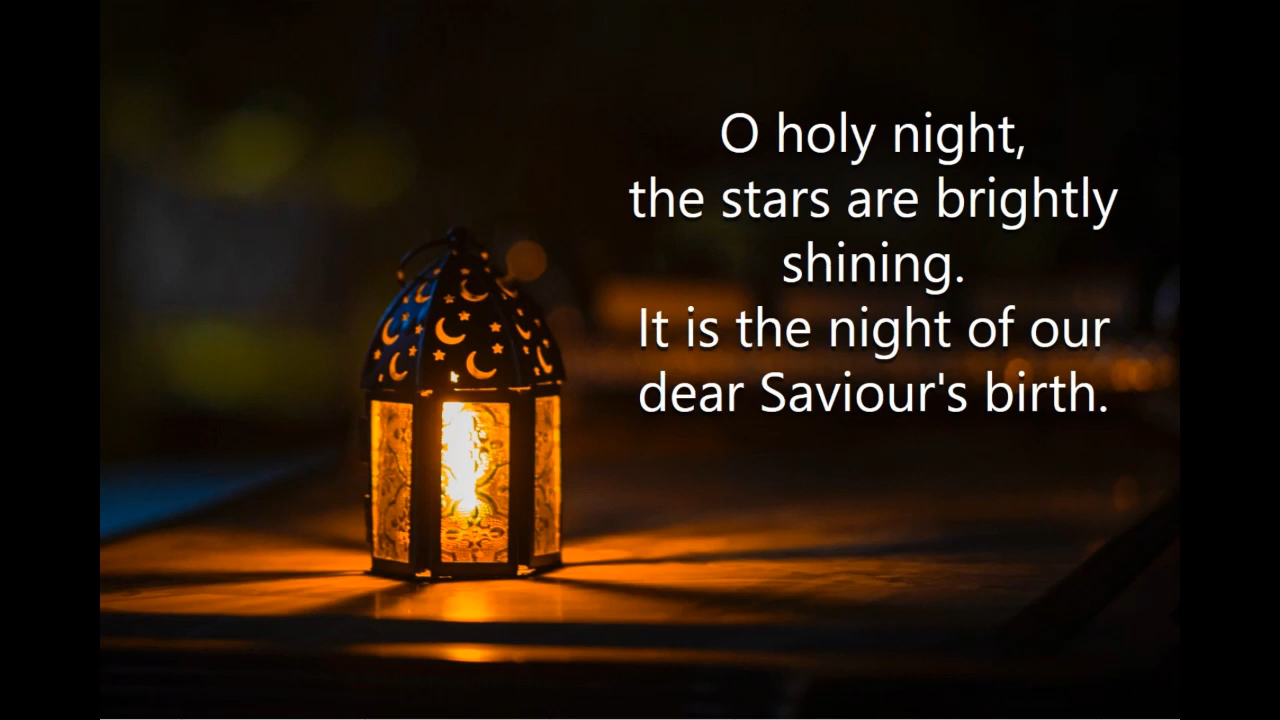 O holy night,
the stars are brightly
shining.
It is the night of our
dear Saviour's birth.